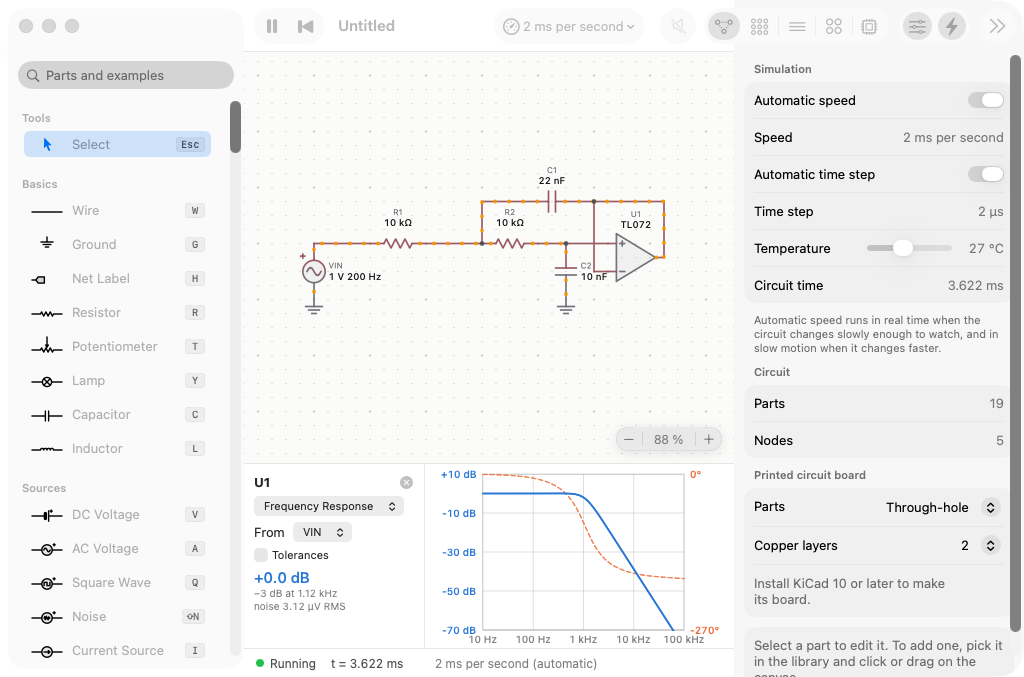 Untitled
2 ms per second
Parts and examples
Tools
Select Esc
Basics
Wire W
Ground G
Net Label H
Resistor R
Potentiometer T
Lamp Y
Capacitor C
Inductor L
Sources
DC Voltage V
AC Voltage A
Square Wave Q
Noise ◇N
Current Source I
C1
22 nF
R1
10 kΩ
R2
10 kΩ
U1
TL072
VIN
1 V 200 Hz
C2
10 nF
− 88 % +
U1
Frequency Response
From VIN
Tolerances
+0.0 dB
−3 dB at 1.12 kHz
noise 3.12 µV RMS
+10 dB
-10 dB
-30 dB
-50 dB
-70 dB
0°
-270°
10 Hz 100 Hz 1 kHz 10 kHz 100 kHz
Running t = 3.622 ms 2 ms per second (automatic)
Simulation
Automatic speed
Speed 2 ms per second
Automatic time step
Time step 2 µs
Temperature 27 °C
Circuit time 3.622 ms
Automatic speed runs in real time when the
circuit changes slowly enough to watch, and in
slow motion when it changes faster.
Circuit
Parts 19
Nodes 5
Printed circuit board
Parts Through-hole
Copper layers 2
Install KiCad 10 or later to make
its board.
Select a part to edit it. To add one, pick it
in the library and click or drag on the
canvas.